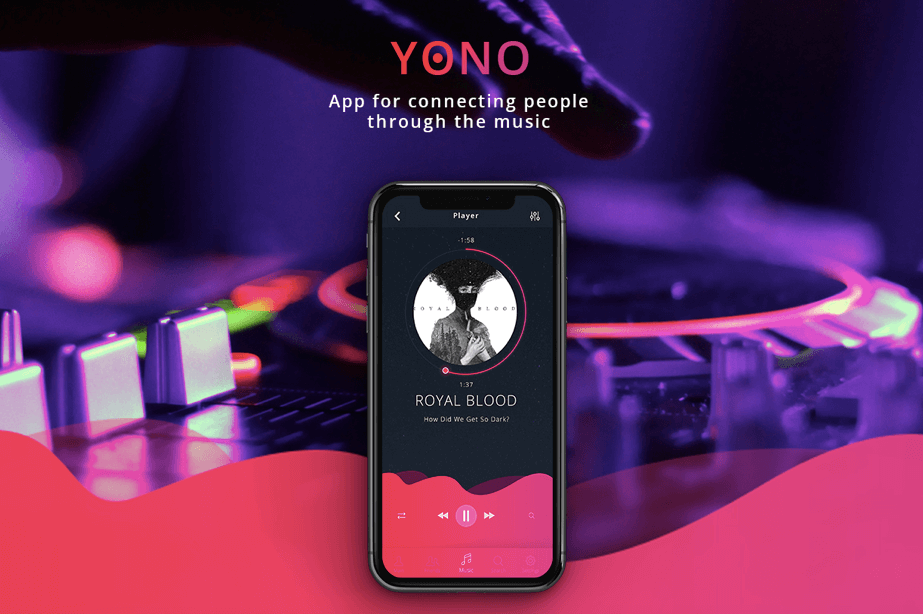 YONO
App for connecting people
through the music
Player
-1:58
ROYAL BLOOD
1:37
ROYAL BLOOD
How Did We Get So Dark?
Music